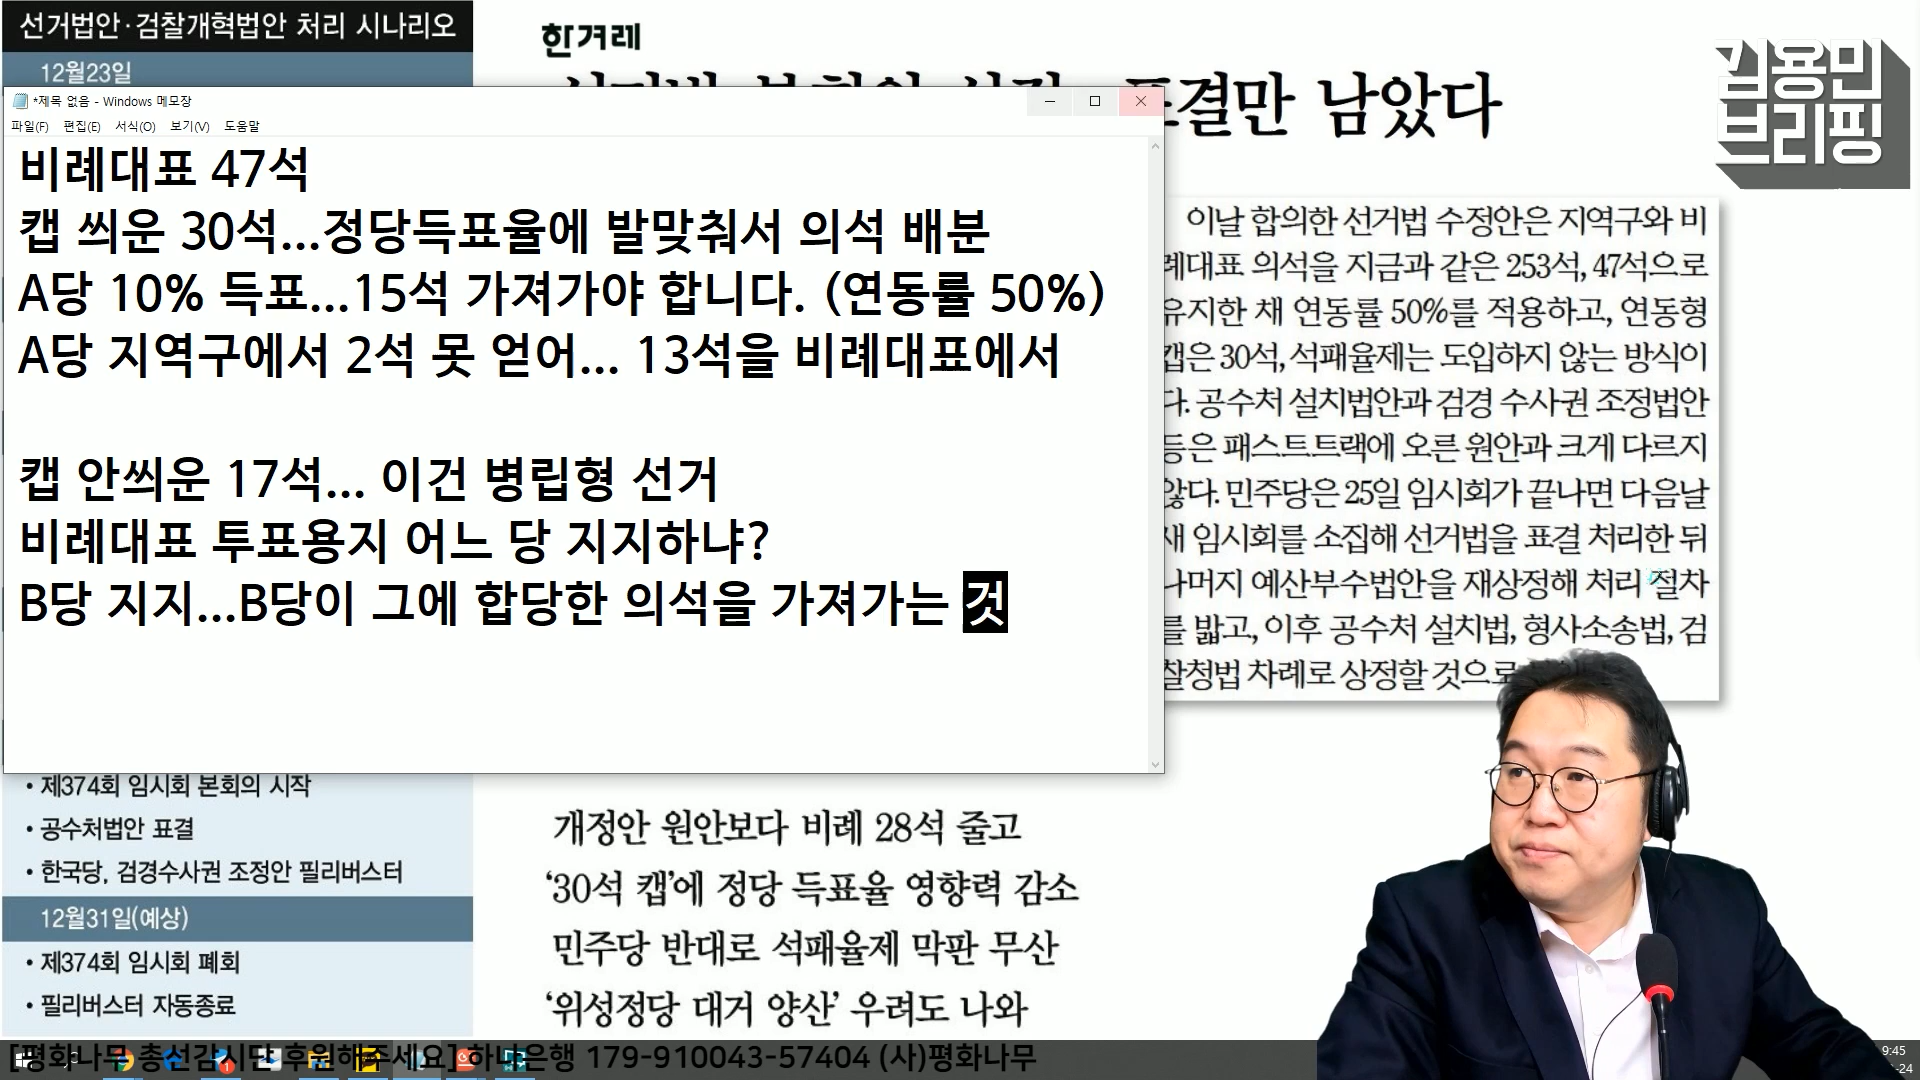 선거법안·검찰개혁법안 처리 시나리오
12월23일
한겨레
표결만 남았다
김용민
브리핑
*제목 없음 - Windows 메모장
파일(F) 편집(E) 서식(O) 보기(V) 도움말
비례대표 47석
캡 씌운 30석...정당득표율에 발맞춰서 의석 배분
A당 10% 득표...15석 가져가야 합니다. (연동률 50%)
A당 지역구에서 2석 못 얻어... 13석을 비례대표에서
캡 안씌운 17석... 이건 병립형 선거
비례대표 투표용지 어느 당 지지하냐?
B당 지지...B당이 그에 합당한 의석을 가져가는 것
이날 합의한 선거법 수정안은 지역구와 비
례대표 의석을 지금과 같은 253석, 47석으로
유지한 채 연동률 50%를 적용하고, 연동형
캡은 30석, 석패율제는 도입하지 않는 방식이
다. 공수처 설치법안과 검경 수사권 조정법안
등은 패스트트랙에 오른 원안과 크게 다르지
않다. 민주당은 25일 임시회가 끝나면 다음날
새 임시회를 소집해 선거법을 표결 처리한 뒤
나머지 예산부수법안을 재상정해 처리 절차
를 밟고, 이후 공수처 설치법, 형사소송법, 검
찰청법 차례로 상정할 것으로
• 제374회 임시회 본회의 시작
• 공수처법안 표결
• 한국당, 검경수사권 조정안 필리버스터
12월31일(예상)
• 제374회 임시회 폐회
• 필리버스터 자동종료
개정안 원안보다 비례 28석 줄고
‘30석 캡’에 정당 득표율 영향력 감소
민주당 반대로 석패율제 막판 무산
‘위성정당 대거 양산’ 우려도 나와
[평화나무 총선감시단 후원해주세요] 하나은행 179-910043-57404 (사)평화나무
9:45
-24